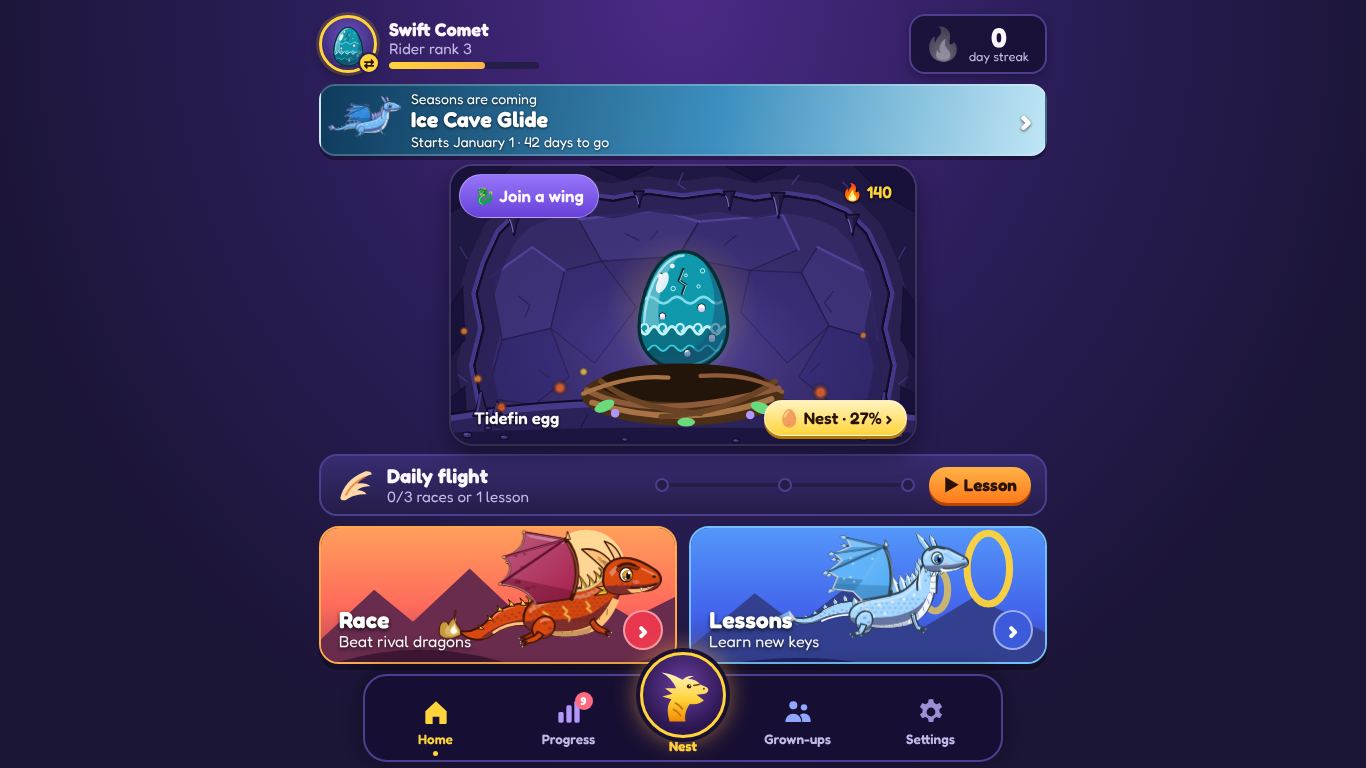 Swift Comet
Rider rank 3
0
day streak
Seasons are coming
Ice Cave Glide
Starts January 1 · 42 days to go
Join a wing
140
Tidefin egg
Nest · 27% ›
Daily flight
0/3 races or 1 lesson
Lesson
Race
Beat rival dragons
Lessons
Learn new keys
Home
9
Progress
Nest
Grown-ups
Settings